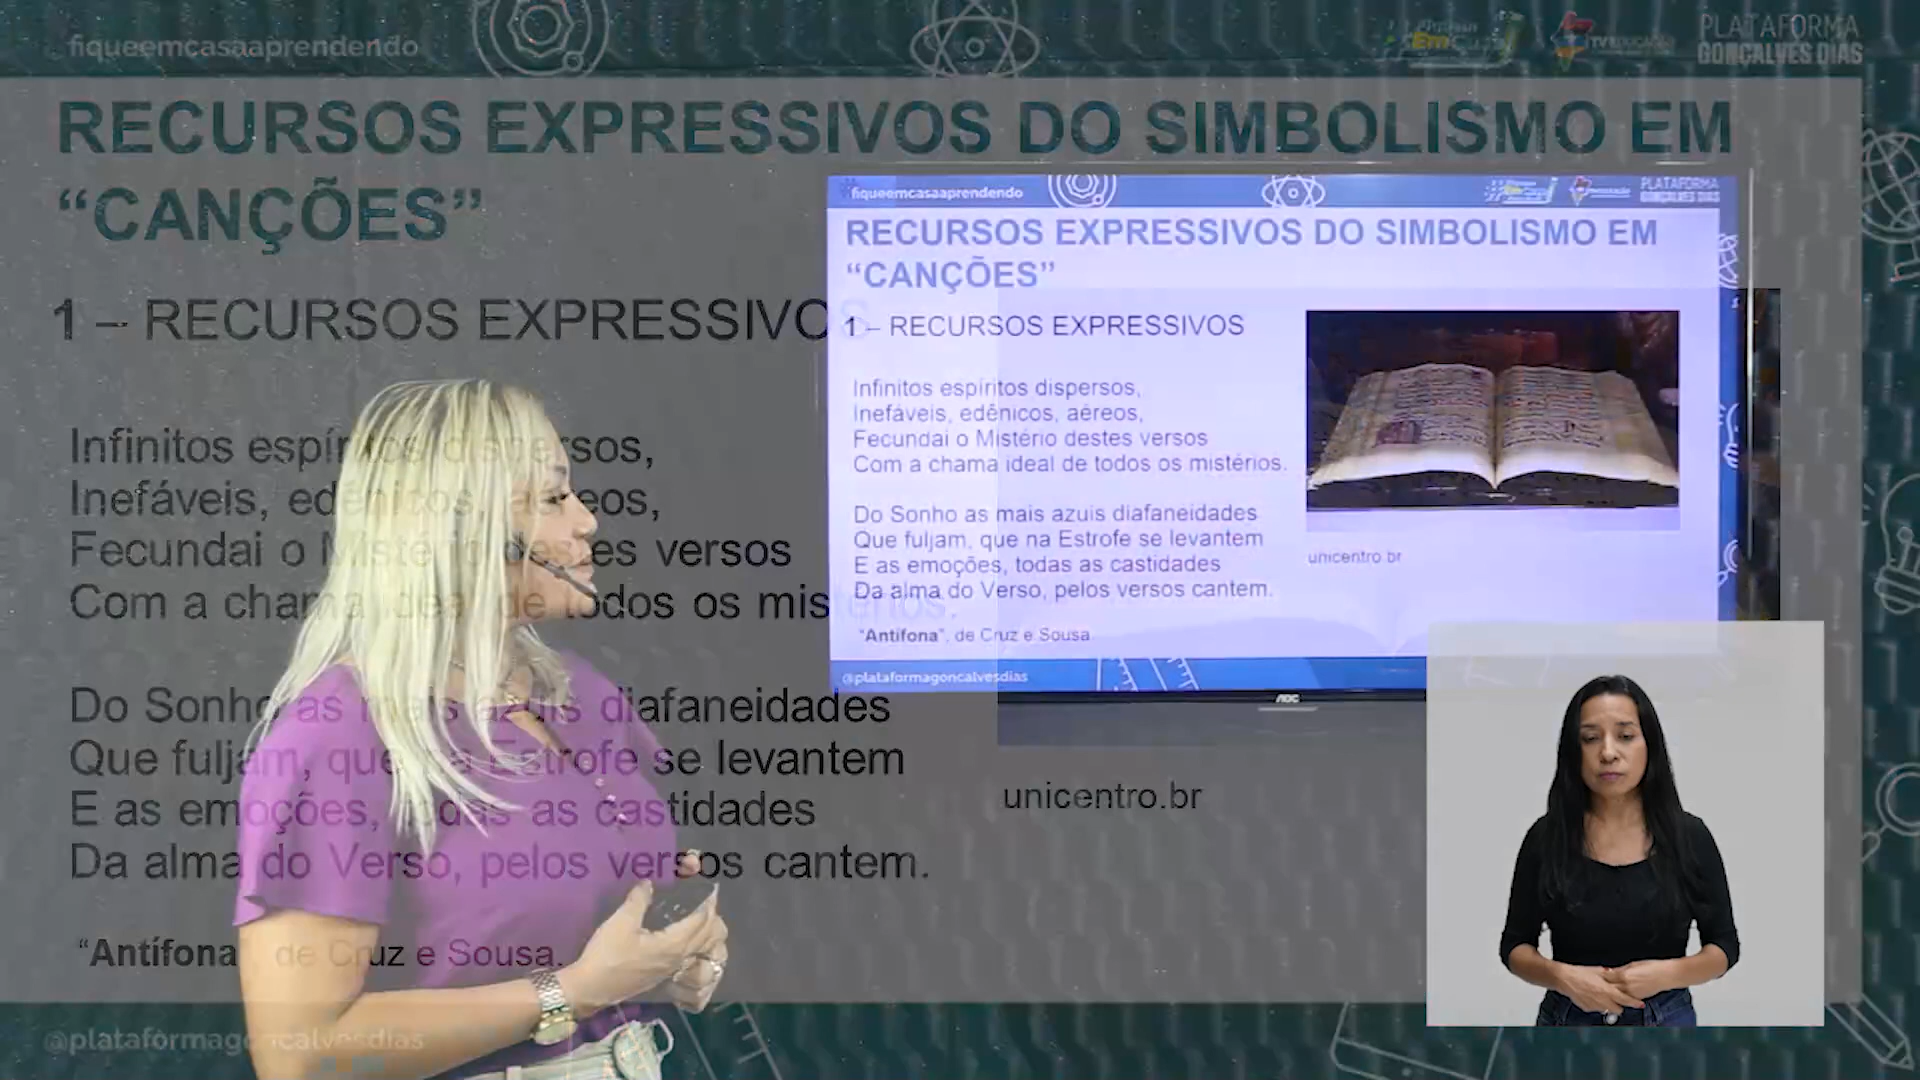 fiqueemcasaaprendendo
PLATAFORMA
GONÇALVES DIAS
RECURSOS EXPRESSIVOS DO SIMBOLISMO EM
“CANÇÕES”
1 – RECURSOS EXPRESSIVOS
Infinitos espíritos dispersos,
Inefáveis, edênicos, aéreos,
Fecundai o Mistério destes versos
Com a chama ideal de todos os mistérios.
Do Sonho as mais azuis diafaneidades
Que fuljam, que na Estrofe se levantem
E as emoções, todas as castidades
Da alma do Verso, pelos versos cantem.
“Antífona”, de Cruz e Sousa.
unicentro.br
@plataformagoncalvesdias
fiqueemcasaaprendendo
PLATAFORMA
GONÇALVES DIAS
RECURSOS EXPRESSIVOS DO SIMBOLISMO EM
“CANÇÕES”
1 – RECURSOS EXPRESSIVOS
Infinitos espíritos dispersos,
Inefáveis, edênicos, aéreos,
Fecundai o Mistério destes versos
Com a chama ideal de todos os mistérios.
Do Sonho as mais azuis diafaneidades
Que fuljam, que na Estrofe se levantem
E as emoções, todas as castidades
Da alma do Verso, pelos versos cantem.
“Antífona”, de Cruz e Sousa
unicentro.br
@plataformagoncalvesdias
AOC